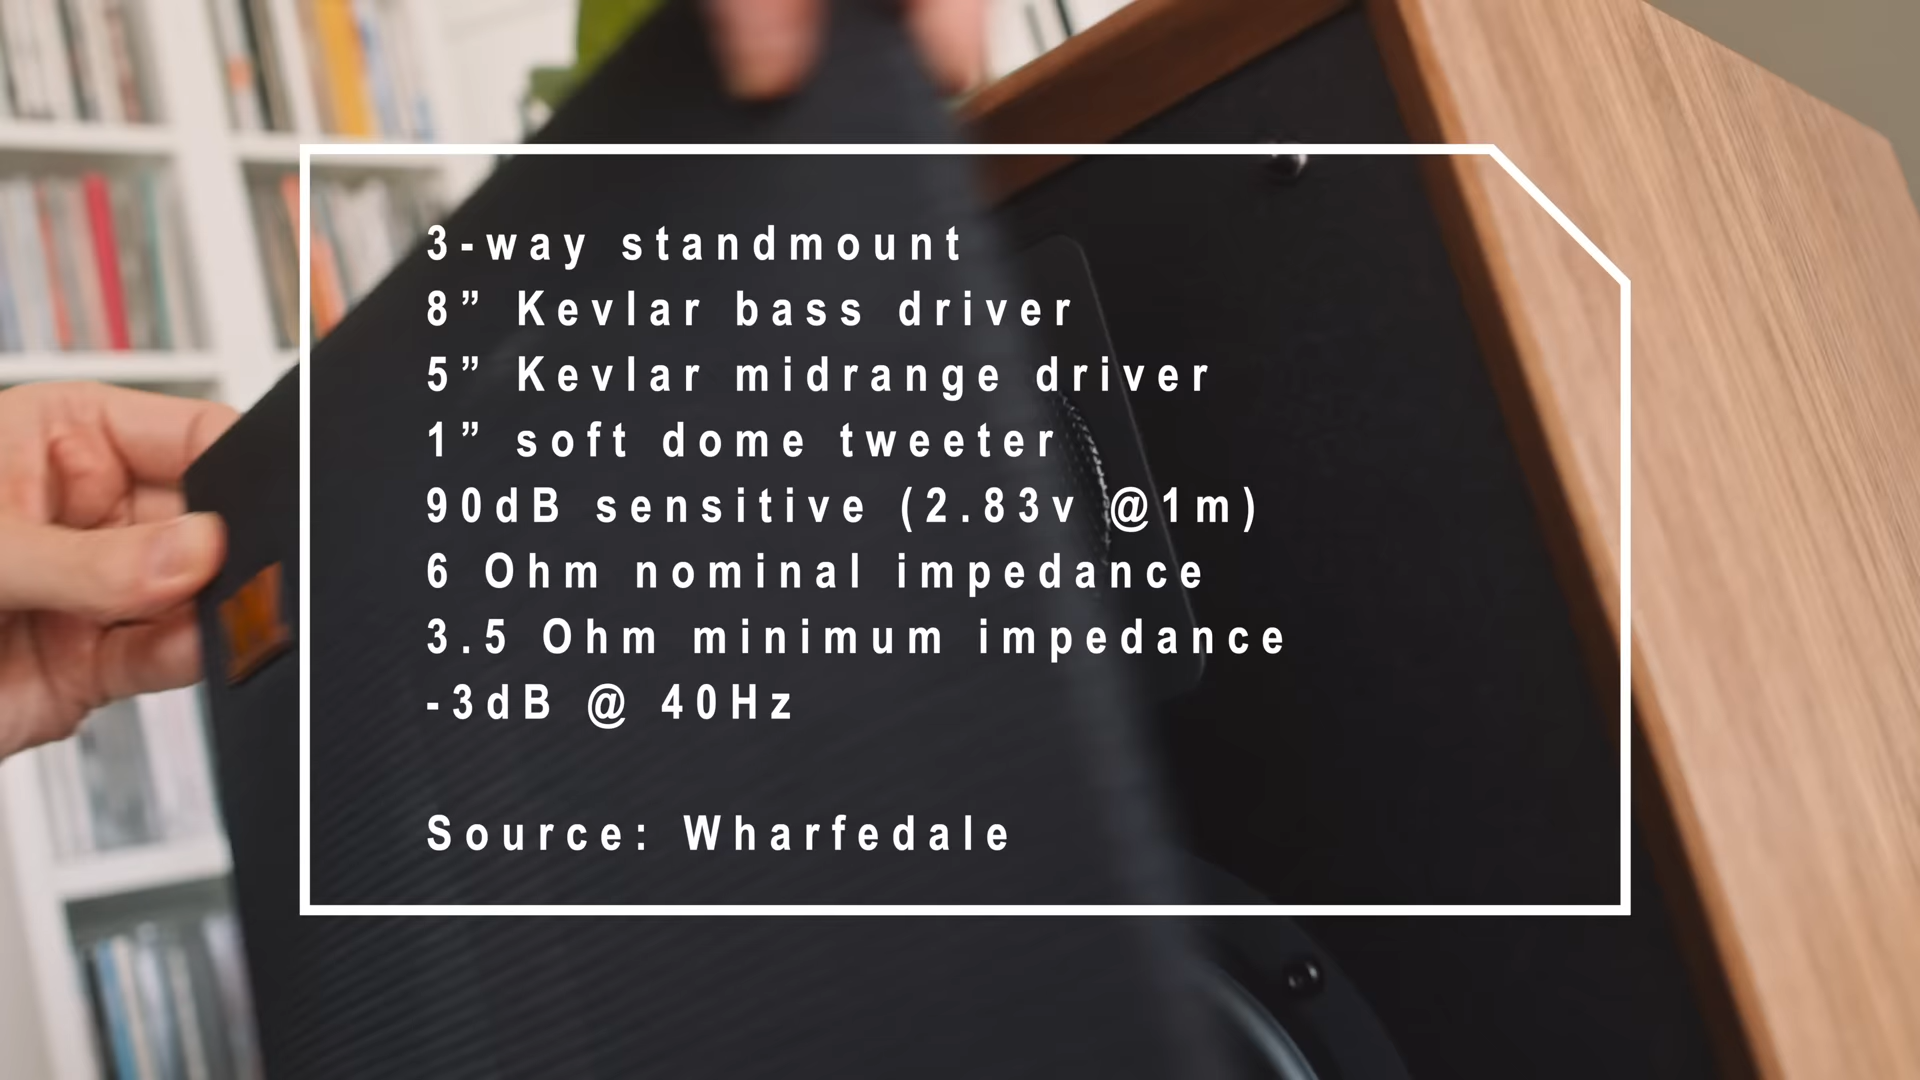 3-way standmount
8” Kevlar bass driver
5” Kevlar midrange driver
1” soft dome tweeter
90dB sensitive (2.83v @1m)
6 Ohm nominal impedance
3.5 Ohm minimum impedance
-3dB @ 40Hz
Source: Wharfedale